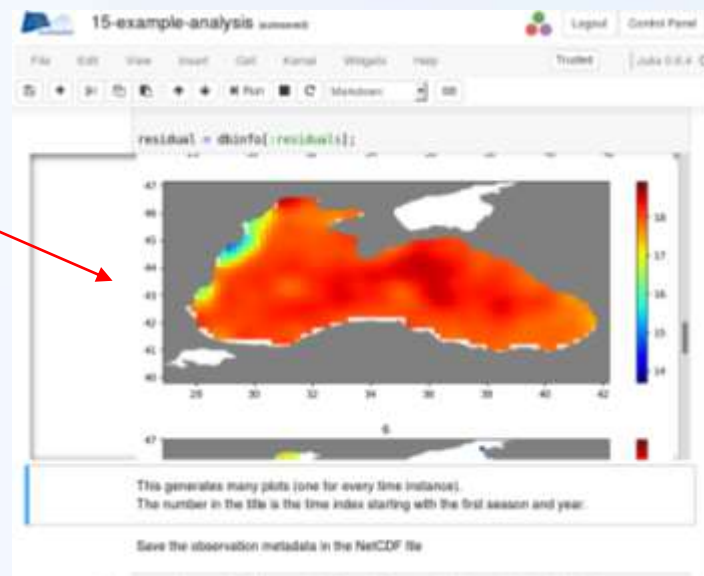 15-example-analysis
Logout Control Panel
File Edit View Insert Cell Kernel Widgets Help
Trusted Julia 0.6.4
Run Markdown
residual = dbinfo[:residuals];
47
46
45
44
43
42
41
40
28 30 32 34 36 38 40 42
18
17
16
15
14
6
47
This generates many plots (one for every time instance).
The number in the title is the time index starting with the first season and year.
Save the observation metadata in the NetCDF file